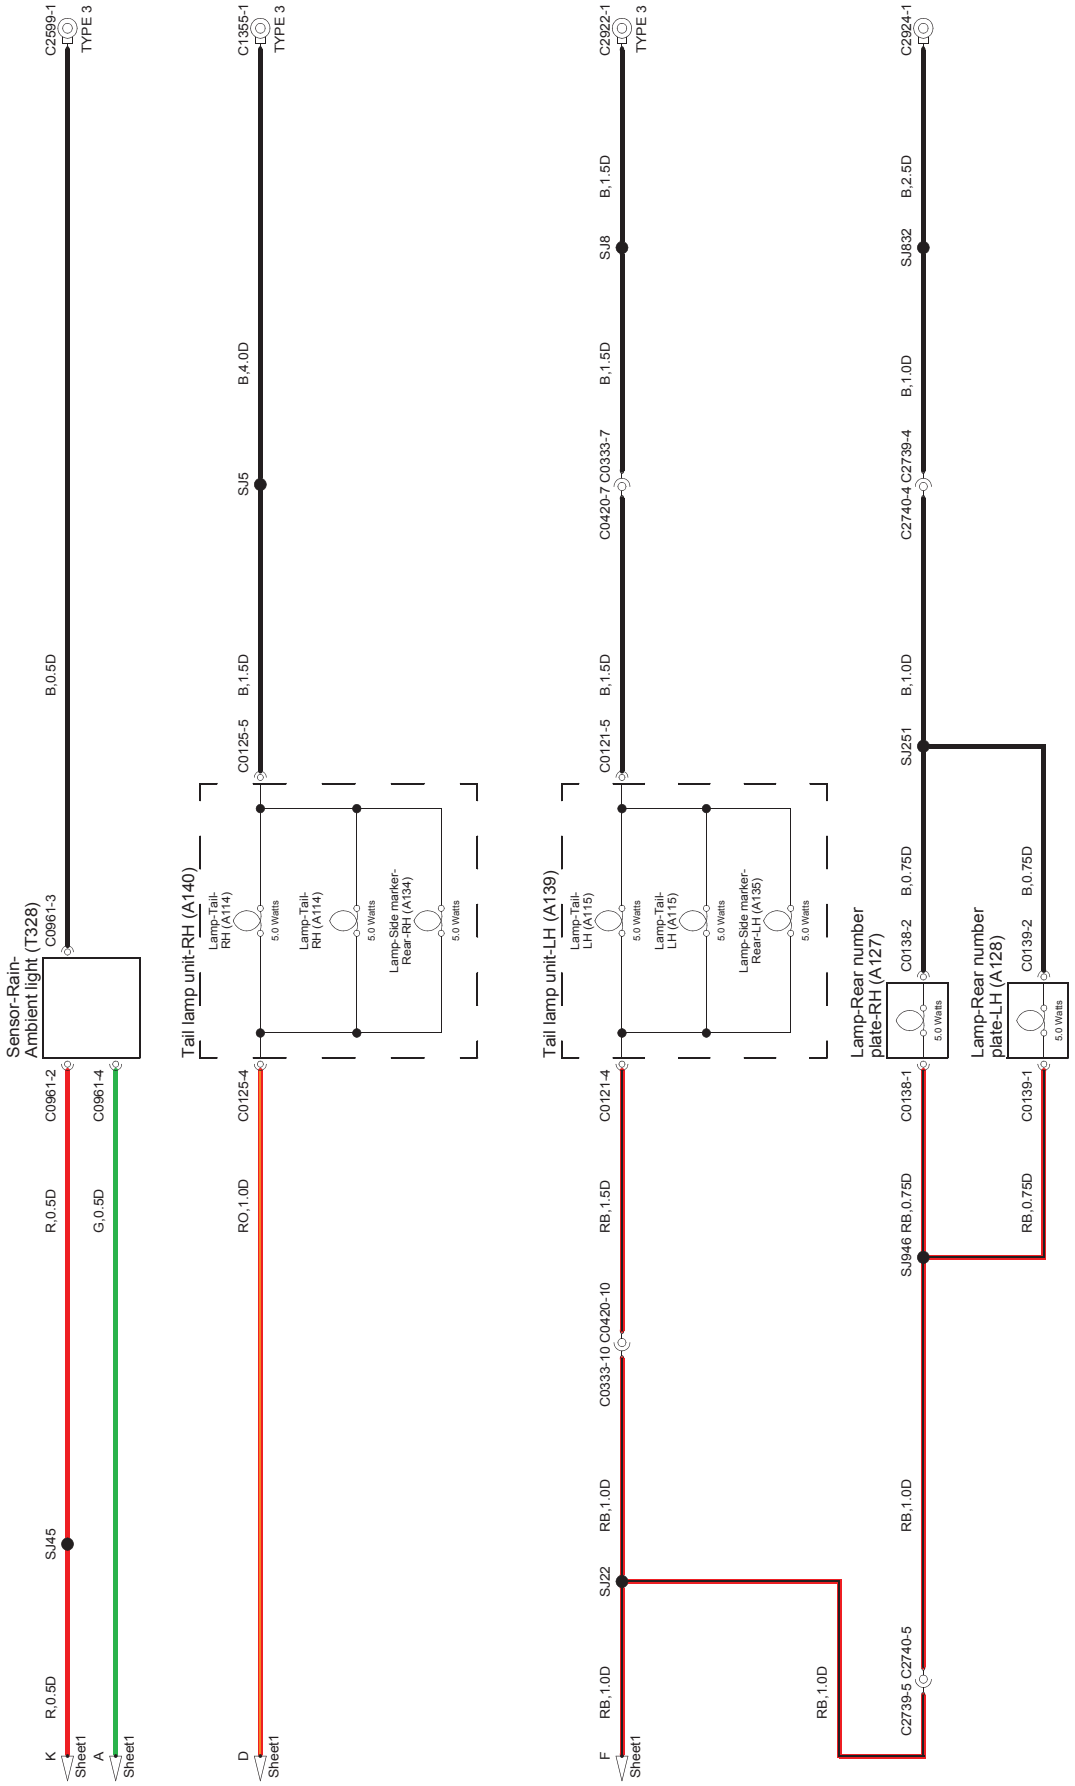 C2599-1
TYPE 3
B,0.5D
C0961-3
Sensor-Rain-
Ambient light (T328)
C0961-2
C0961-4
R,0.5D
G,0.5D
SJ45
R,0.5D
K
Sheet1
A
Sheet1
C1355-1
TYPE 3
B,4.0D
SJ5
B,1.5D
C0125-5
Tail lamp unit-RH (A140)
Lamp-Tail-
RH (A114)
5.0 Watts
Lamp-Tail-
RH (A114)
5.0 Watts
Lamp-Side marker-
Rear-RH (A134)
5.0 Watts
C0125-4
RO,1.0D
D
Sheet1
C2922-1
TYPE 3
B,1.5D
SJ8
B,1.5D
C0333-7
C0420-7
B,1.5D
C0121-5
Tail lamp unit-LH (A139)
Lamp-Tail-
LH (A115)
5.0 Watts
Lamp-Tail-
LH (A115)
5.0 Watts
Lamp-Side marker-
Rear-LH (A135)
5.0 Watts
C0121-4
RB,1.5D
C0420-10
C0333-10
RB,1.0D
SJ22
RB,1.0D
F
Sheet1
RB,1.0D
C2924-1
B,2.5D
SJ832
B,1.0D
C2739-4
C2740-4
B,1.0D
SJ251
B,0.75D
B,0.75D
C0138-2
C0139-2
Lamp-Rear number
plate-RH (A127)
5.0 Watts
Lamp-Rear number
plate-LH (A128)
5.0 Watts
C0138-1
C0139-1
RB,0.75D
RB,0.75D
SJ946
RB,1.0D
C2740-5
C2739-5